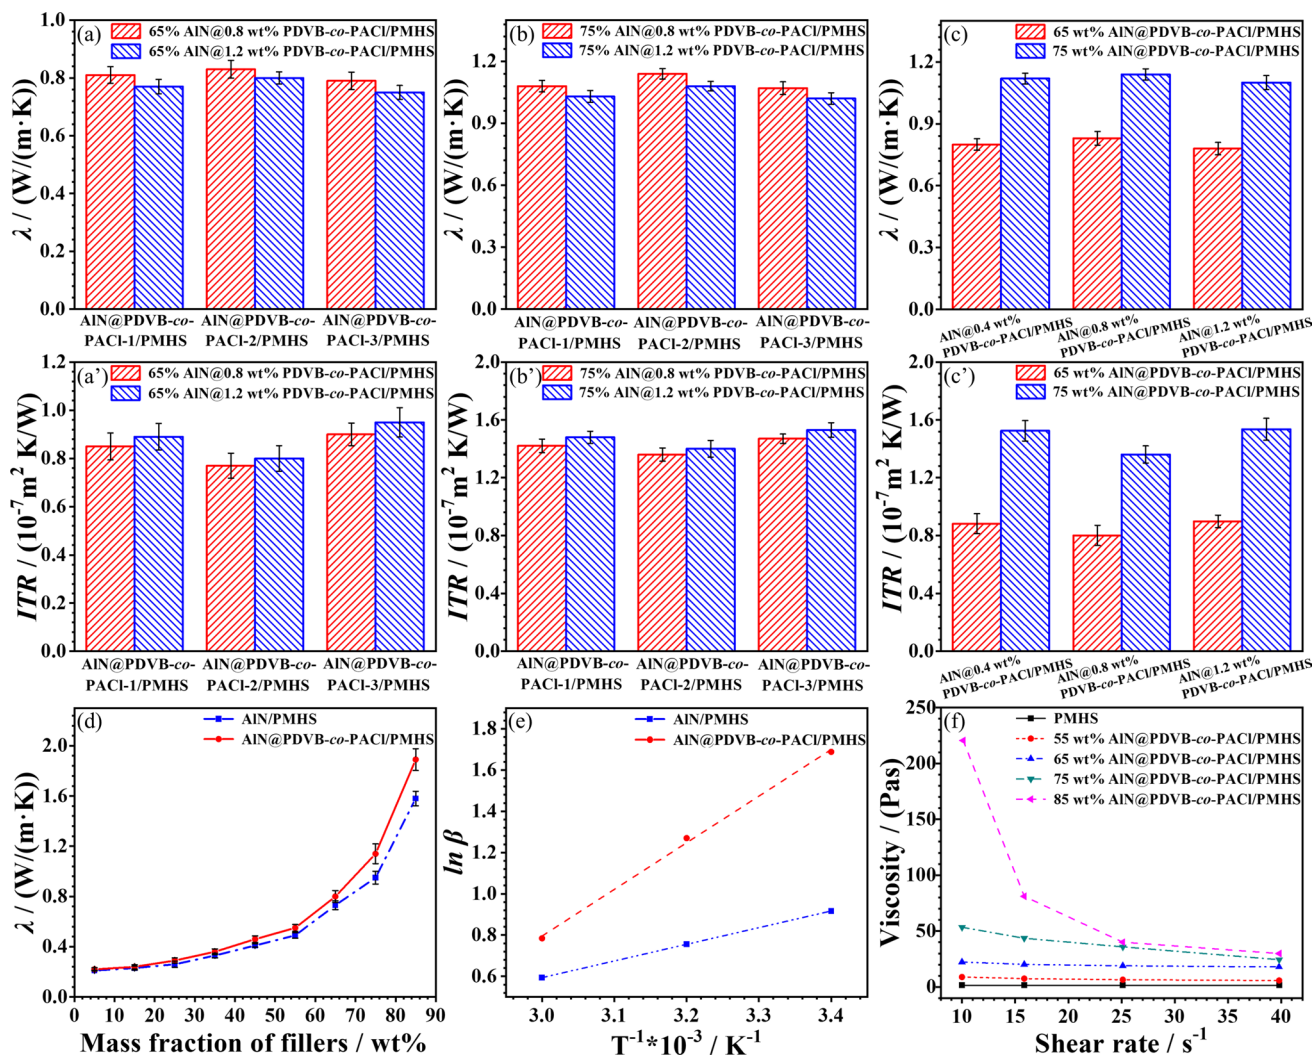 (a)
65% AlN@0.8 wt% PDVB-co-PACl/PMHS
65% AlN@1.2 wt% PDVB-co-PACl/PMHS
λ / (W/(m·K))
1.0
0.8
0.6
0.4
0.2
0.0
AlN@PDVB-co-
PACl-1/PMHS
AlN@PDVB-co-
PACl-2/PMHS
AlN@PDVB-co-
PACl-3/PMHS
(b)
75% AlN@0.8 wt% PDVB-co-PACl/PMHS
75% AlN@1.2 wt% PDVB-co-PACl/PMHS
λ / (W/(m·K))
1.2
0.9
0.6
0.3
0.0
AlN@PDVB-co-
PACl-1/PMHS
AlN@PDVB-co-
PACl-2/PMHS
AlN@PDVB-co-
PACl-3/PMHS
(c)
65 wt% AlN@PDVB-co-PACl/PMHS
75 wt% AlN@PDVB-co-PACl/PMHS
λ / (W/(m·K))
1.2
0.9
0.6
0.3
0.0
AlN@0.4 wt%
PDVB-co-PACl/PMHS
AlN@0.8 wt%
PDVB-co-PACl/PMHS
AlN@1.2 wt%
PDVB-co-PACl/PMHS
(a’)
65% AlN@0.8 wt% PDVB-co-PACl/PMHS
65% AlN@1.2 wt% PDVB-co-PACl/PMHS
ITR / (10⁻⁷m² K/W)
1.2
1.0
0.8
0.6
0.4
0.2
0.0
AlN@PDVB-co-
PACl-1/PMHS
AlN@PDVB-co-
PACl-2/PMHS
AlN@PDVB-co-
PACl-3/PMHS
(b’)
75% AlN@0.8 wt% PDVB-co-PACl/PMHS
75% AlN@1.2 wt% PDVB-co-PACl/PMHS
ITR / (10⁻⁷m² K/W)
2.0
1.6
1.2
0.8
0.4
0.0
AlN@PDVB-co-
PACl-1/PMHS
AlN@PDVB-co-
PACl-2/PMHS
AlN@PDVB-co-
PACl-3/PMHS
(c’)
65 wt% AlN@PDVB-co-PACl/PMHS
75 wt% AlN@PDVB-co-PACl/PMHS
ITR / (10⁻⁷m² K/W)
2.0
1.6
1.2
0.8
0.4
0.0
AlN@0.4 wt%
PDVB-co-PACl/PMHS
AlN@0.8 wt%
PDVB-co-PACl/PMHS
AlN@1.2 wt%
PDVB-co-PACl/PMHS
(d)
AlN/PMHS
AlN@PDVB-co-PACl/PMHS
λ / (W/(m·K))
2.0
1.6
1.2
0.8
0.4
0.0
0 10 20 30 40 50 60 70 80 90
Mass fraction of fillers / wt%
(e)
AlN/PMHS
AlN@PDVB-co-PACl/PMHS
ln β
1.8
1.6
1.4
1.2
1.0
0.8
0.6
3.0 3.1 3.2 3.3 3.4
T⁻¹*10⁻³ / K⁻¹
(f)
PMHS
55 wt% AlN@PDVB-co-PACl/PMHS
65 wt% AlN@PDVB-co-PACl/PMHS
75 wt% AlN@PDVB-co-PACl/PMHS
85 wt% AlN@PDVB-co-PACl/PMHS
Viscosity / (Pas)
250
200
150
100
50
0
10 15 20 25 30 35 40
Shear rate / s⁻¹